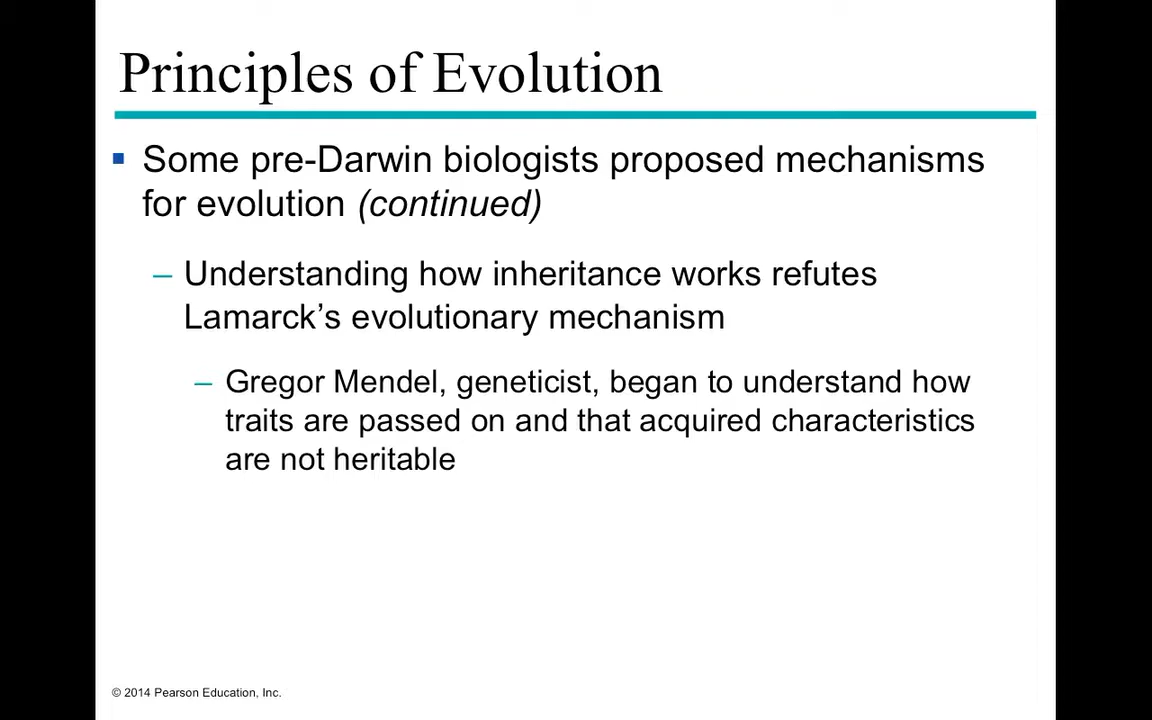 Principles of Evolution
▪ Some pre-Darwin biologists proposed mechanisms
for evolution (continued)
– Understanding how inheritance works refutes
Lamarck’s evolutionary mechanism
– Gregor Mendel, geneticist, began to understand how
traits are passed on and that acquired characteristics
are not heritable
© 2014 Pearson Education, Inc.